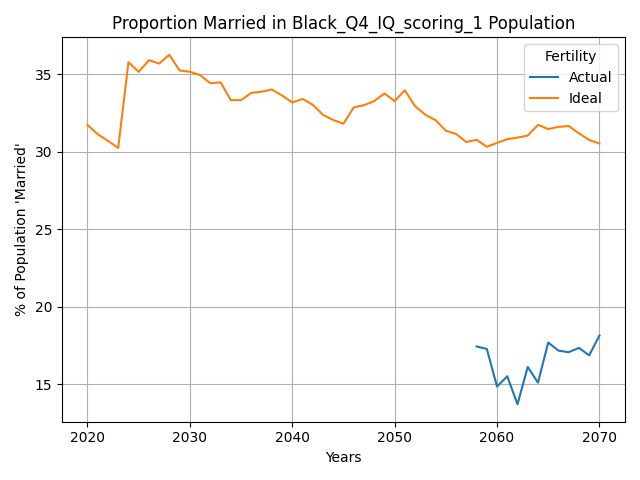 Proportion Married in Black_Q4_IQ_scoring_1 Population
Fertility
Actual
Ideal
% of Population 'Married'
35
30
25
20
15
2020
2030
2040
2050
2060
2070
Years